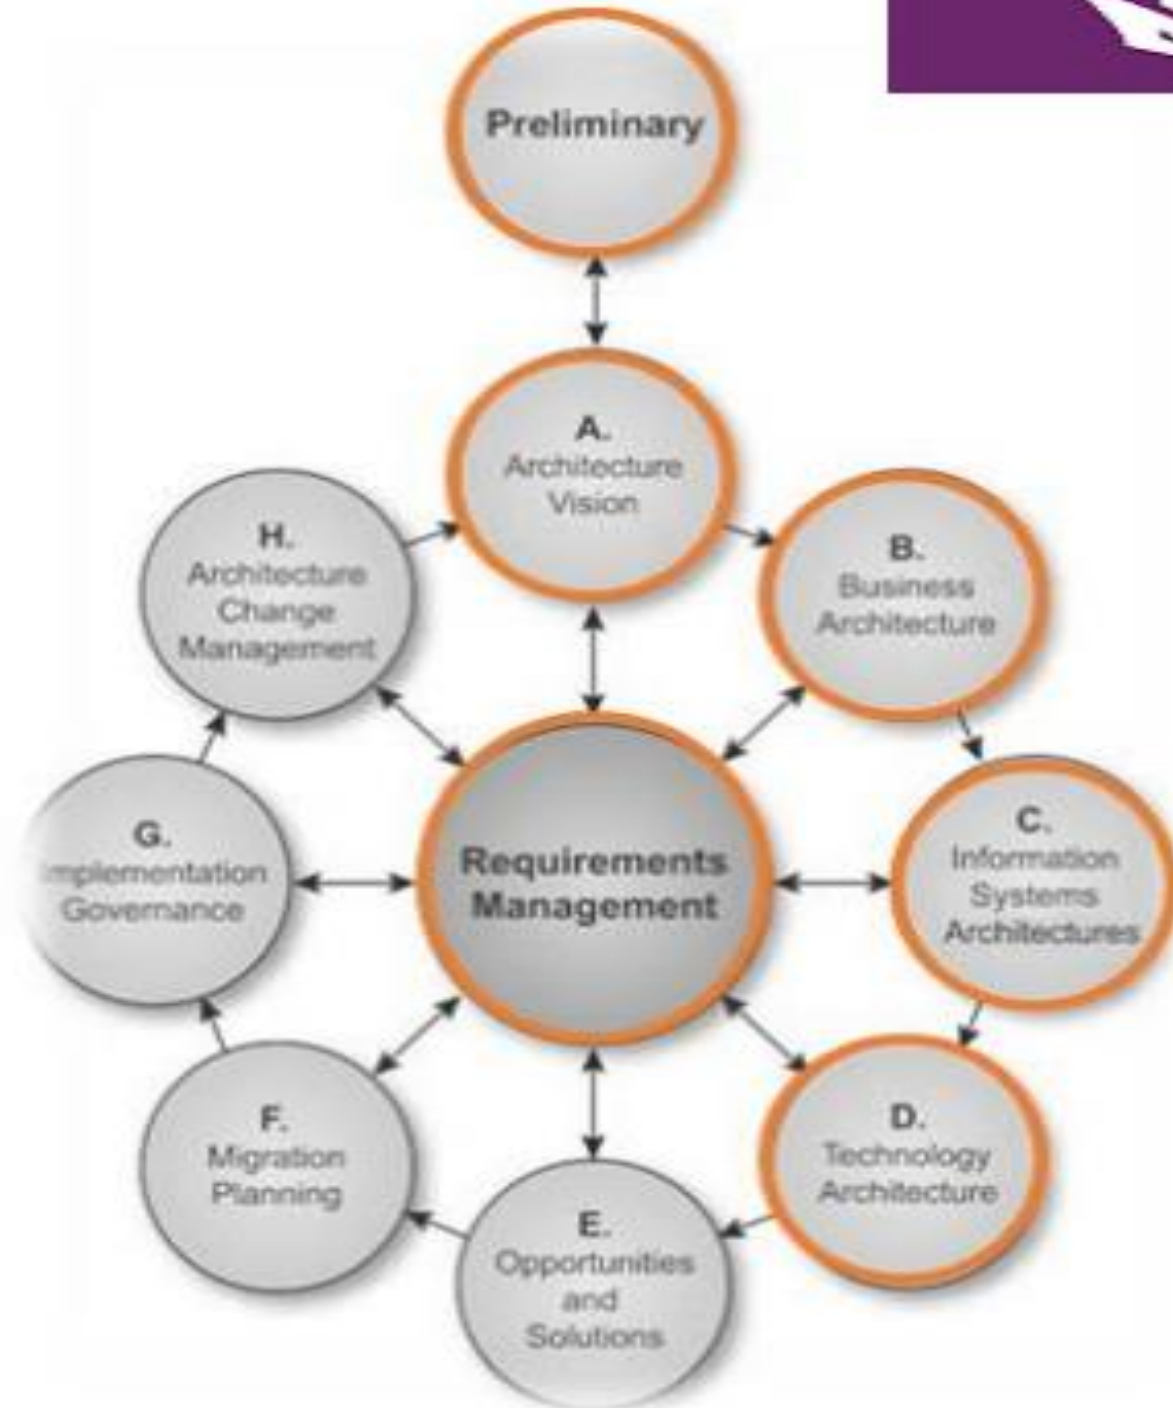 Preliminary
A.
Architecture
Vision
B.
Business
Architecture
C.
Information
Systems
Architectures
D.
Technology
Architecture
E.
Opportunities
and
Solutions
F.
Migration
Planning
G.
Implementation
Governance
H.
Architecture
Change
Management
Requirements
Management